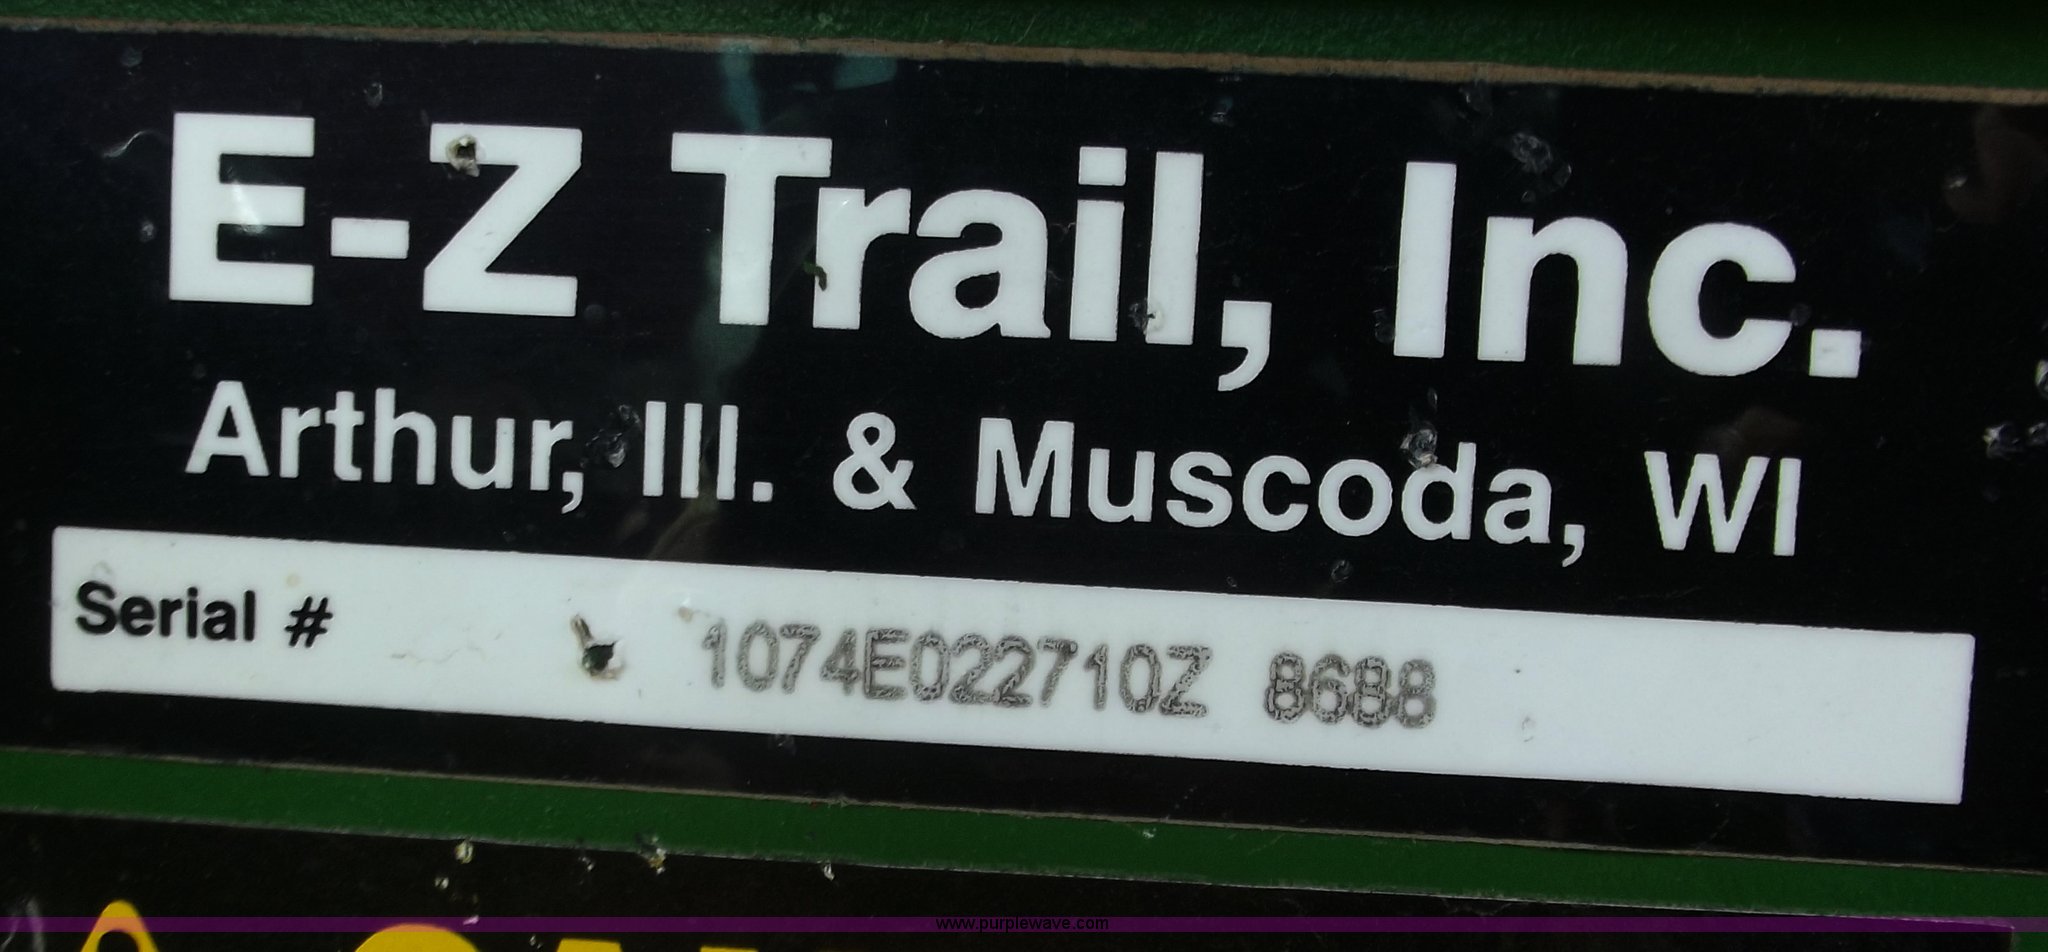 E-Z Trail, Inc.
Arthur, Ill. & Muscoda, WI
Serial # 1074E022710Z 8688
www.purplewave.com